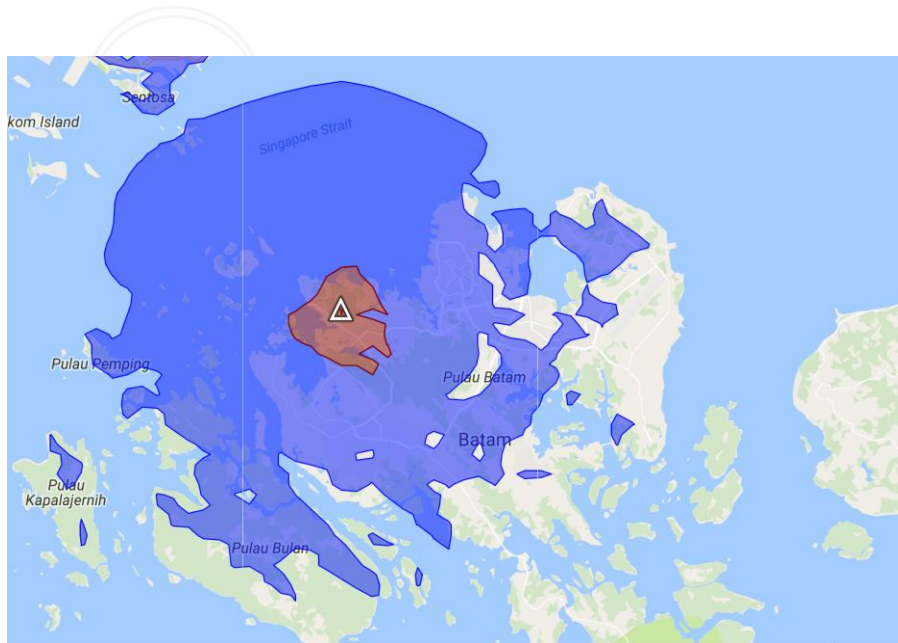 Sentosa
kom Island
Singapore Strait
Pulau Pemping
Pulau Batam
Batam
Pulau
Kapalajernih
Pulau Bulan